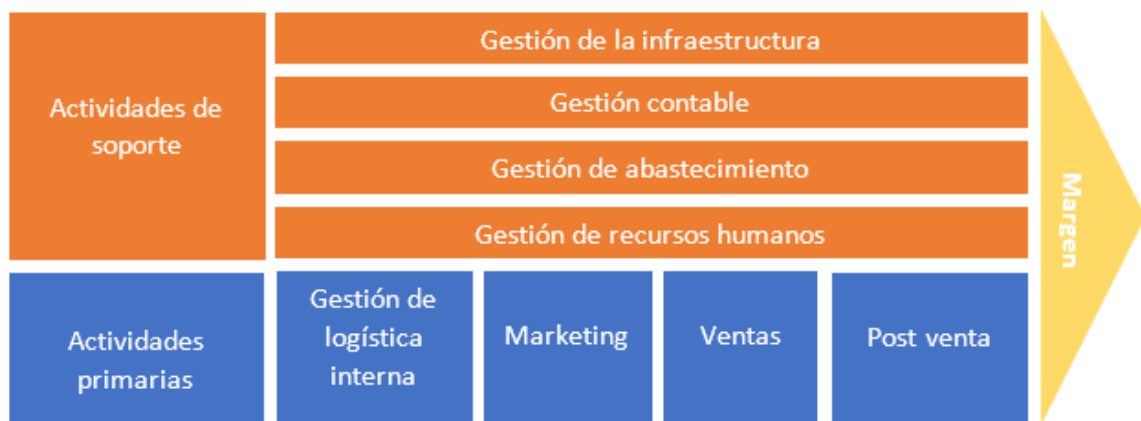 Actividades de
soporte
Gestión de la infraestructura
Gestión contable
Gestión de abastecimiento
Gestión de recursos humanos
Actividades
primarias
Gestión de
logística
interna
Marketing
Ventas
Post venta
Margen